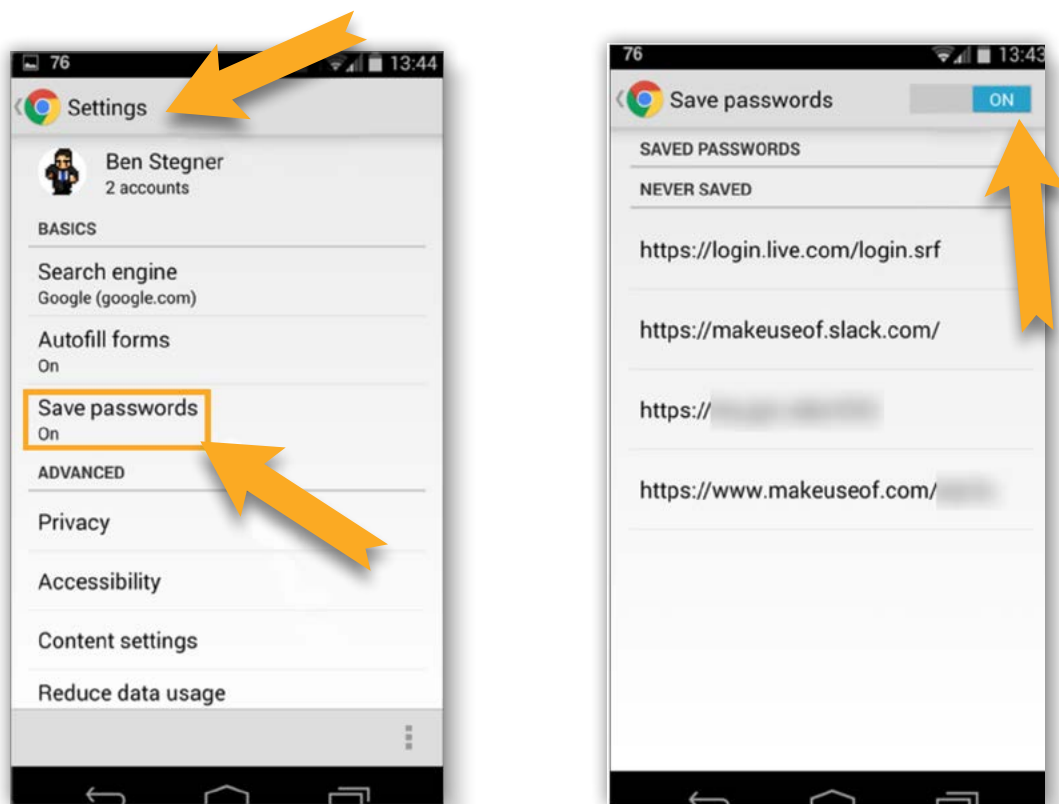 76
13:44
Settings
Ben Stegner
2 accounts
BASICS
Search engine
Google (google.com)
Autofill forms
On
Save passwords
On
ADVANCED
Privacy
Accessibility
Content settings
Reduce data usage
76
13:43
Save passwords
ON
SAVED PASSWORDS
NEVER SAVED
https://login.live.com/login.srf
https://makeuseof.slack.com/
https://
https://www.makeuseof.com/